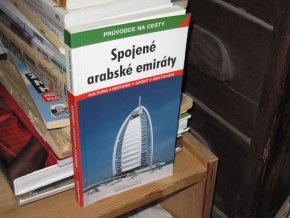 PRŮVODCE NA CESTY
Spojené
arabské emiráty
KULTURA • HISTORIE • SPORT • UBYTOVÁNÍ